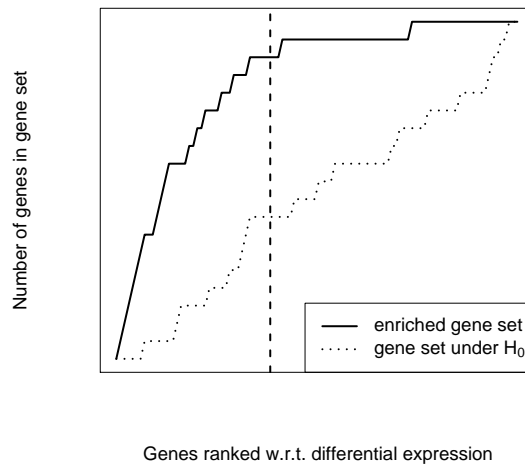 Number of genes in gene set
enriched gene set
gene set under H0
Genes ranked w.r.t. differential expression